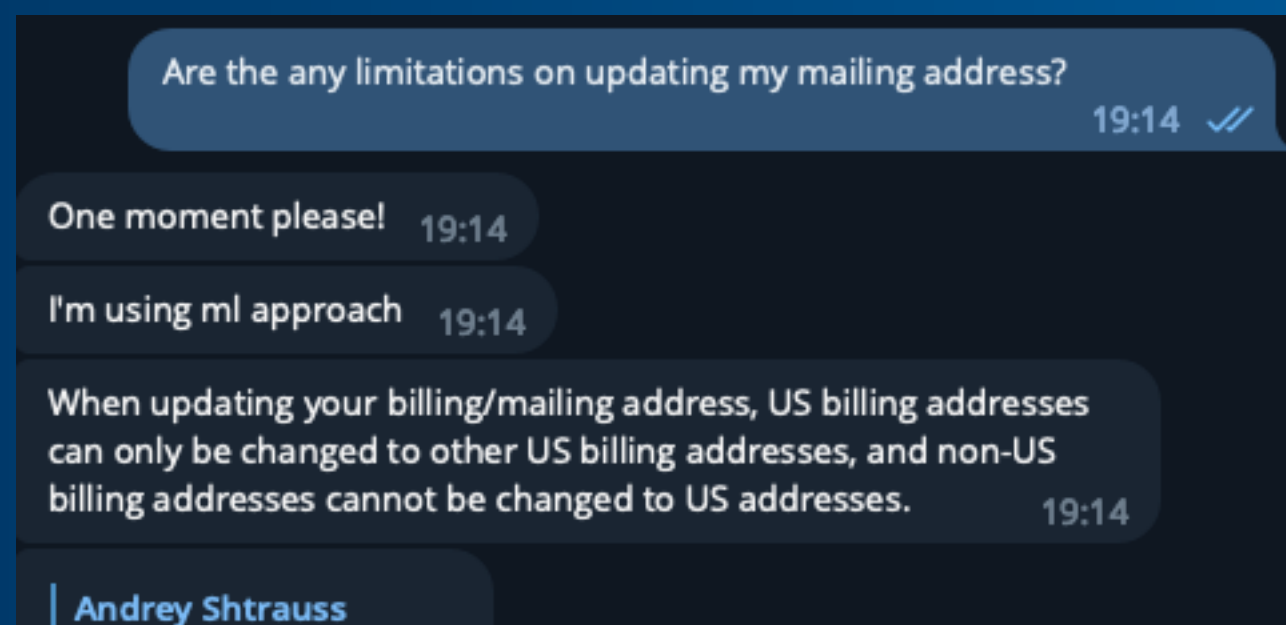 Are the any limitations on updating my mailing address?
19:14
One moment please! 19:14
I'm using ml approach 19:14
When updating your billing/mailing address, US billing addresses
can only be changed to other US billing addresses, and non-US
billing addresses cannot be changed to US addresses. 19:14
Andrey Shtrauss